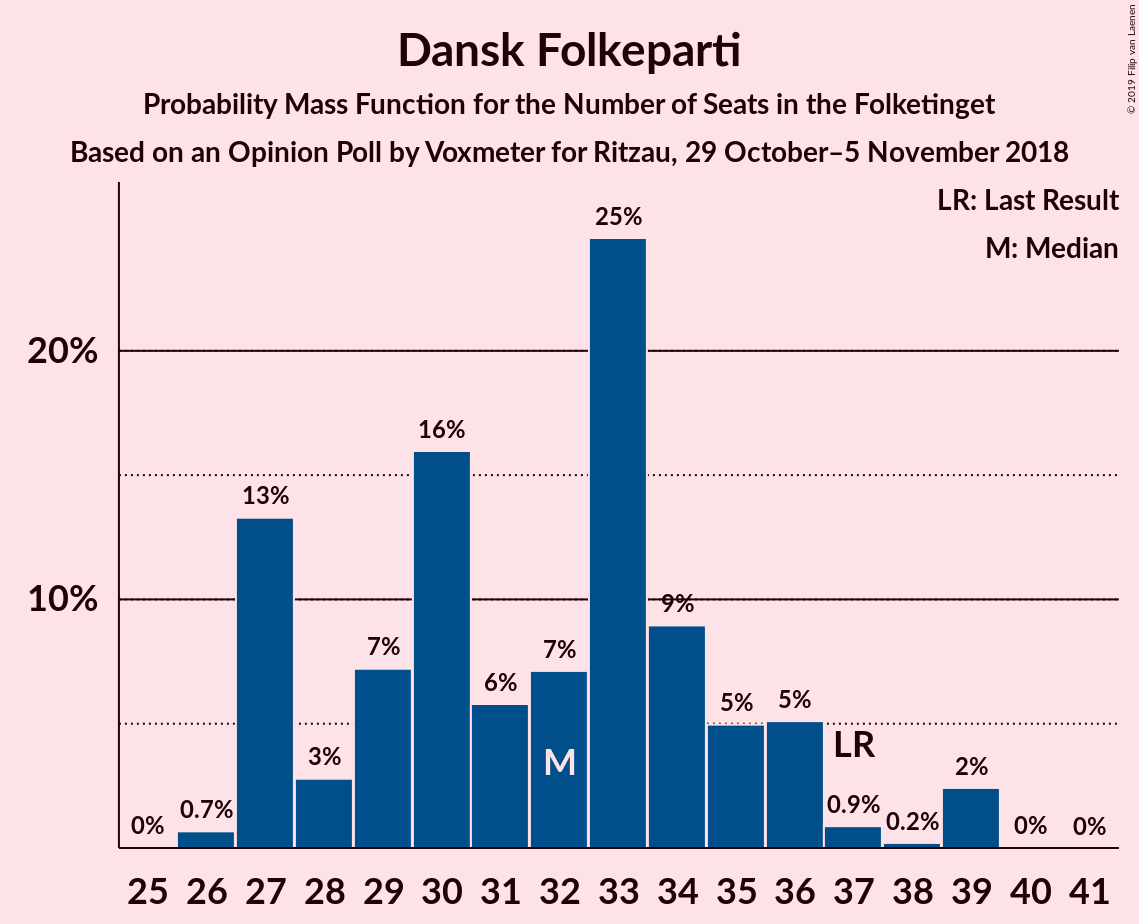 Dansk Folkeparti
Probability Mass Function for the Number of Seats in the Folketinget
Based on an Opinion Poll by Voxmeter for Ritzau, 29 October–5 November 2018
© 2019 Filip van Laenen
LR: Last Result
M: Median
20%
10%
0%
0.7%
13%
3%
7%
16%
6%
7%
25%
9%
5%
5%
0.9%
0.2%
2%
0%
0%
M
LR
25 26 27 28 29 30 31 32 33 34 35 36 37 38 39 40 41